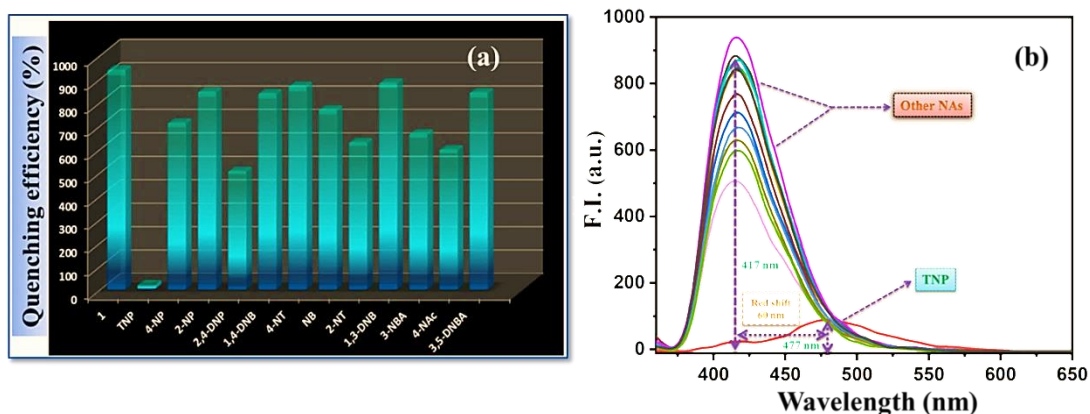 (a)
Quenching efficiency (%)
1000
900
800
700
600
500
400
300
200
100
0
1
TNP
4-NP
2-NP
2,4-DNP
1,4-DNB
4-NT
NB
2-NT
1,3-DNB
3-NBA
4-NAc
3,5-DNBA
(b)
F.I. (a.u.)
1000
800
600
400
200
0
Other NAs
417 nm
TNP
Red shift
60 nm
477 nm
400
450
500
550
600
650
Wavelength (nm)